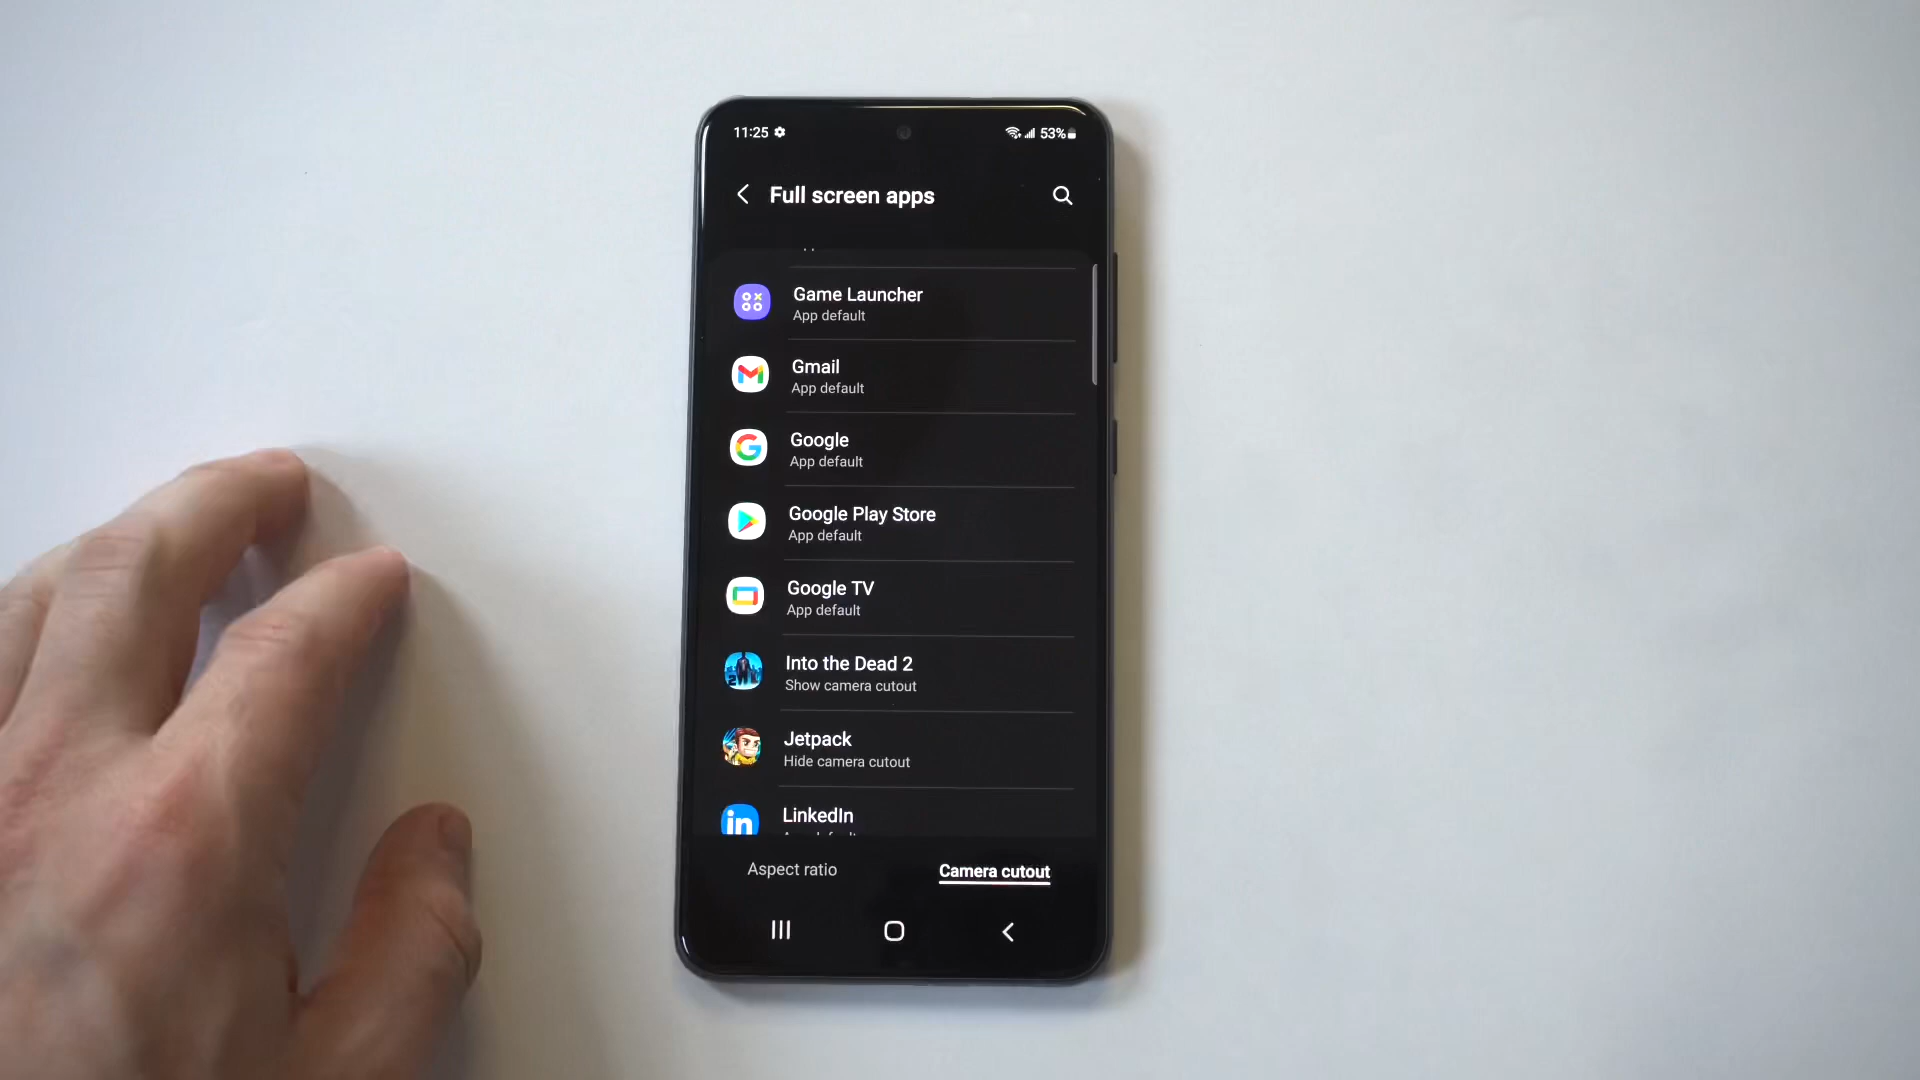 11:25
53%
Full screen apps
Game Launcher
App default
Gmail
App default
Google
App default
Google Play Store
App default
Google TV
App default
Into the Dead 2
Show camera cutout
Jetpack
Hide camera cutout
in
LinkedIn
Aspect ratio
Camera cutout